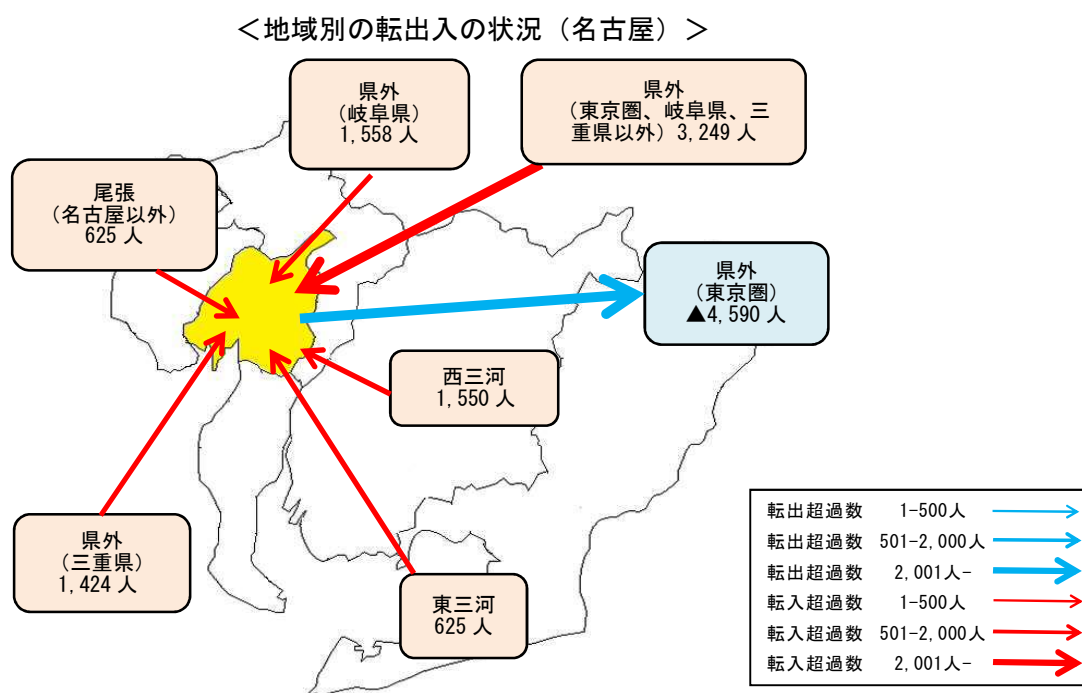 ＜地域別の転出入の状況（名古屋）＞
県外
（岐阜県）
1,558 人
県外
（東京圏、岐阜県、三
重県以外）3,249 人
尾張
（名古屋以外）
625 人
県外
（東京圏）
▲4,590 人
西三河
1,550 人
県外
（三重県）
1,424 人
東三河
625 人
転出超過数 1-500人
転出超過数 501-2,000人
転出超過数 2,001人-
転入超過数 1-500人
転入超過数 501-2,000人
転入超過数 2,001人-